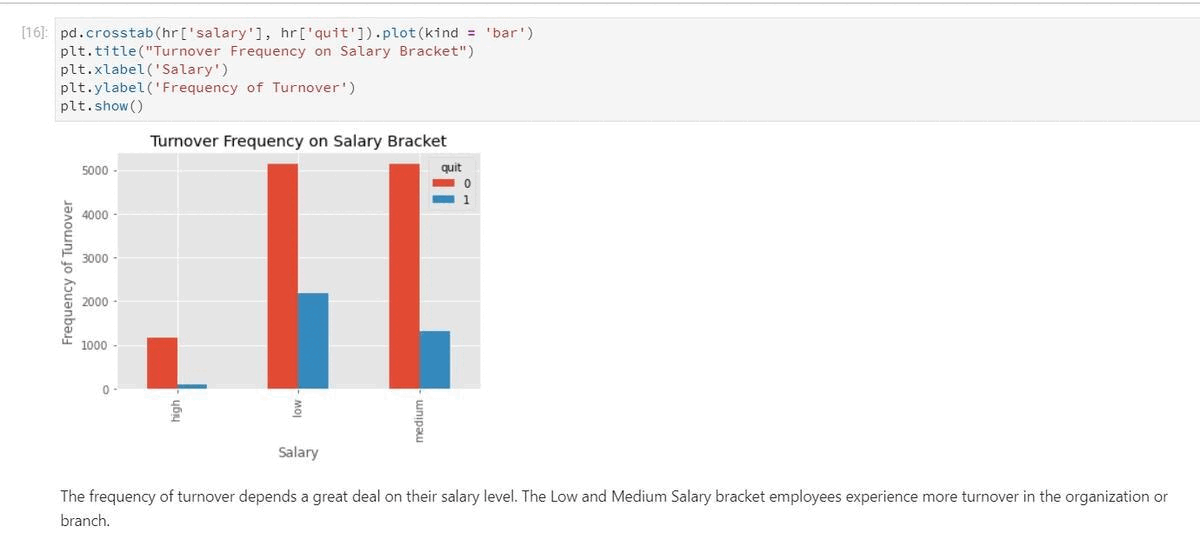 [16]: pd.crosstab(hr['salary'], hr['quit']).plot(kind = 'bar')
plt.title("Turnover Frequency on Salary Bracket")
plt.xlabel('Salary')
plt.ylabel('Frequency of Turnover')
plt.show()
Turnover Frequency on Salary Bracket
quit
0
1
5000
4000
3000
2000
1000
0
Frequency of Turnover
high
low
medium
Salary
The frequency of turnover depends a great deal on their salary level. The Low and Medium Salary bracket employees experience more turnover in the organization or
branch.